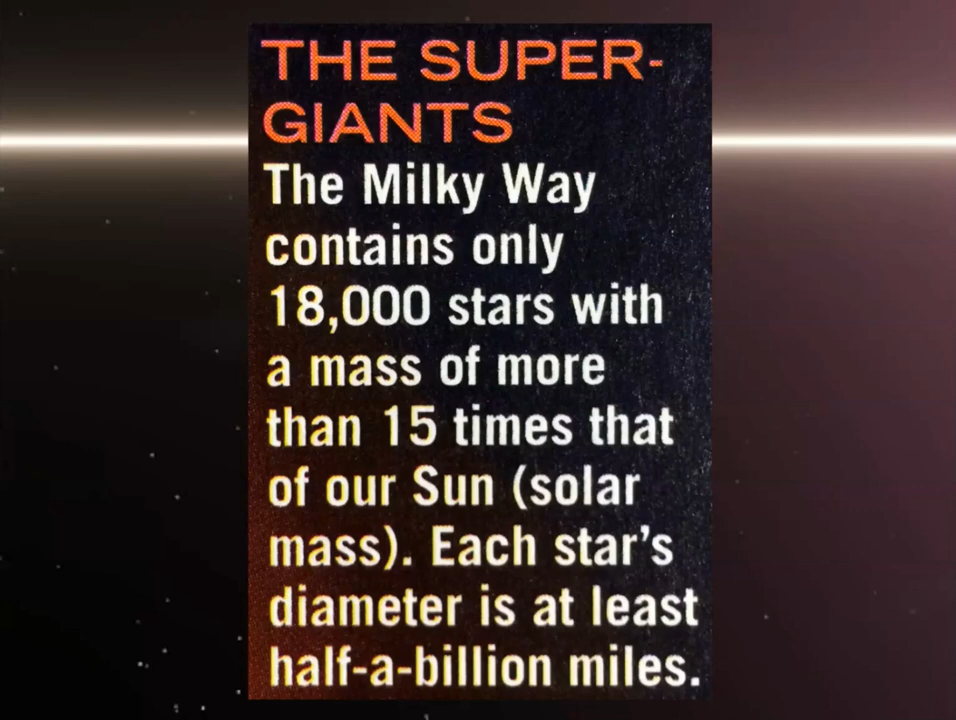 THE SUPER-
GIANTS
The Milky Way
contains only
18,000 stars with
a mass of more
than 15 times that
of our Sun (solar
mass). Each star's
diameter is at least
half-a-billion miles.